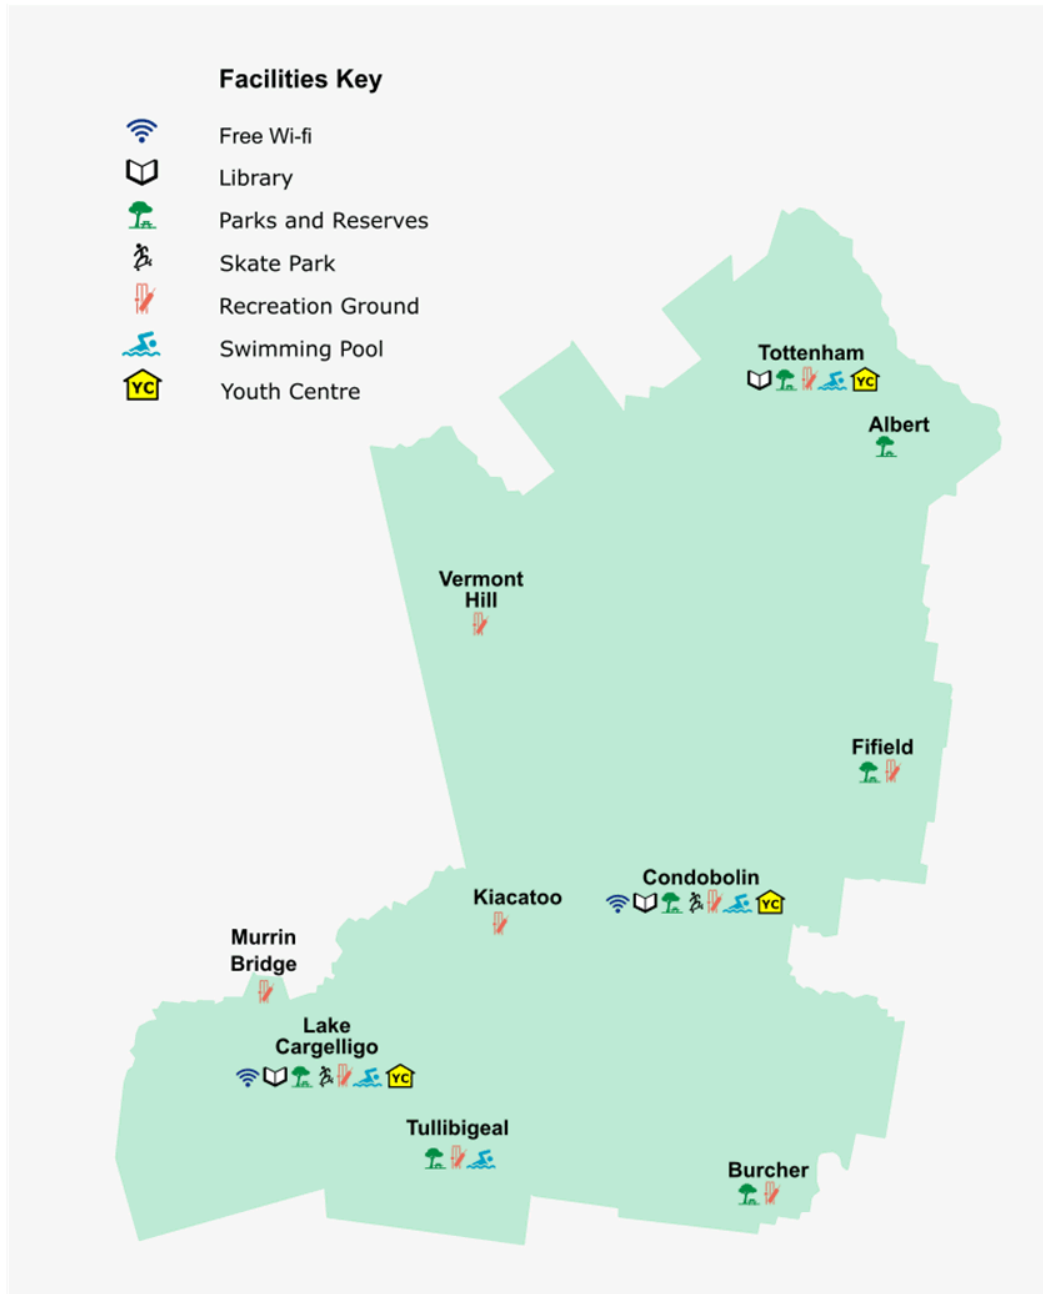 Facilities Key
Free Wi-fi
Library
Parks and Reserves
Skate Park
Recreation Ground
Swimming Pool
YC
Youth Centre
Tottenham
YC
Albert
Vermont
Hill
Fifield
Condobolin
YC
Kiacatoo
Murrin
Bridge
Lake
Cargelligo
YC
Tullibigeal
Burcher